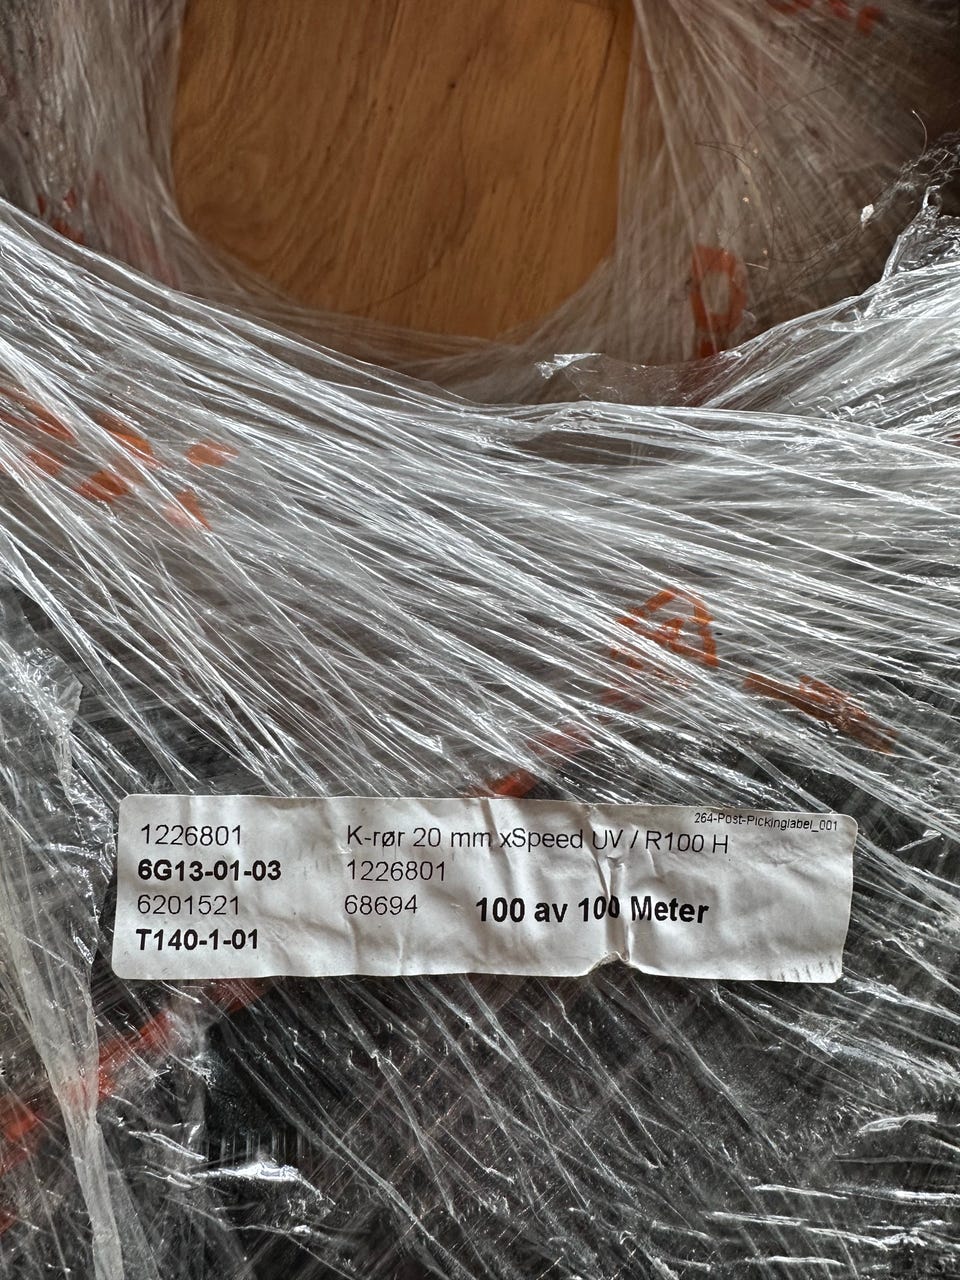 264-Post-Pickinglabel_001
1226801 K-rør 20 mm xSpeed UV / R100 H
6G13-01-03 1226801
6201521 68694 100 av 100 Meter
T140-1-01